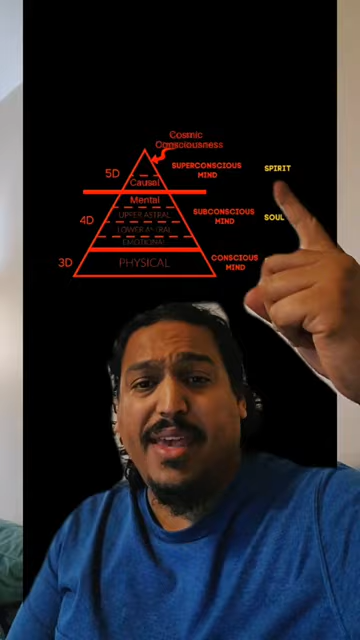 Cosmic
Consciousness
5D
SUPERCONSCIOUS
MIND
SPIRIT
Causal
Mental
4D
UPPER ASTRAL
SUBCONSCIOUS
MIND
SOUL
LOWER ASTRAL
EMOTIONAL
3D
PHYSICAL
CONSCIOUS
MIND